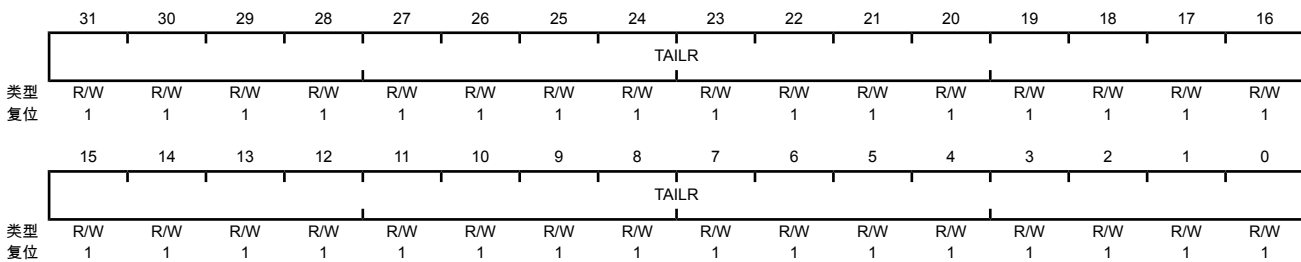 31 30 29 28 27 26 25 24 23 22 21 20 19 18 17 16
TAILR
类型 R/W R/W R/W R/W R/W R/W R/W R/W R/W R/W R/W R/W R/W R/W R/W R/W
复位 1 1 1 1 1 1 1 1 1 1 1 1 1 1 1 1
15 14 13 12 11 10 9 8 7 6 5 4 3 2 1 0
TAILR
类型 R/W R/W R/W R/W R/W R/W R/W R/W R/W R/W R/W R/W R/W R/W R/W R/W
复位 1 1 1 1 1 1 1 1 1 1 1 1 1 1 1 1